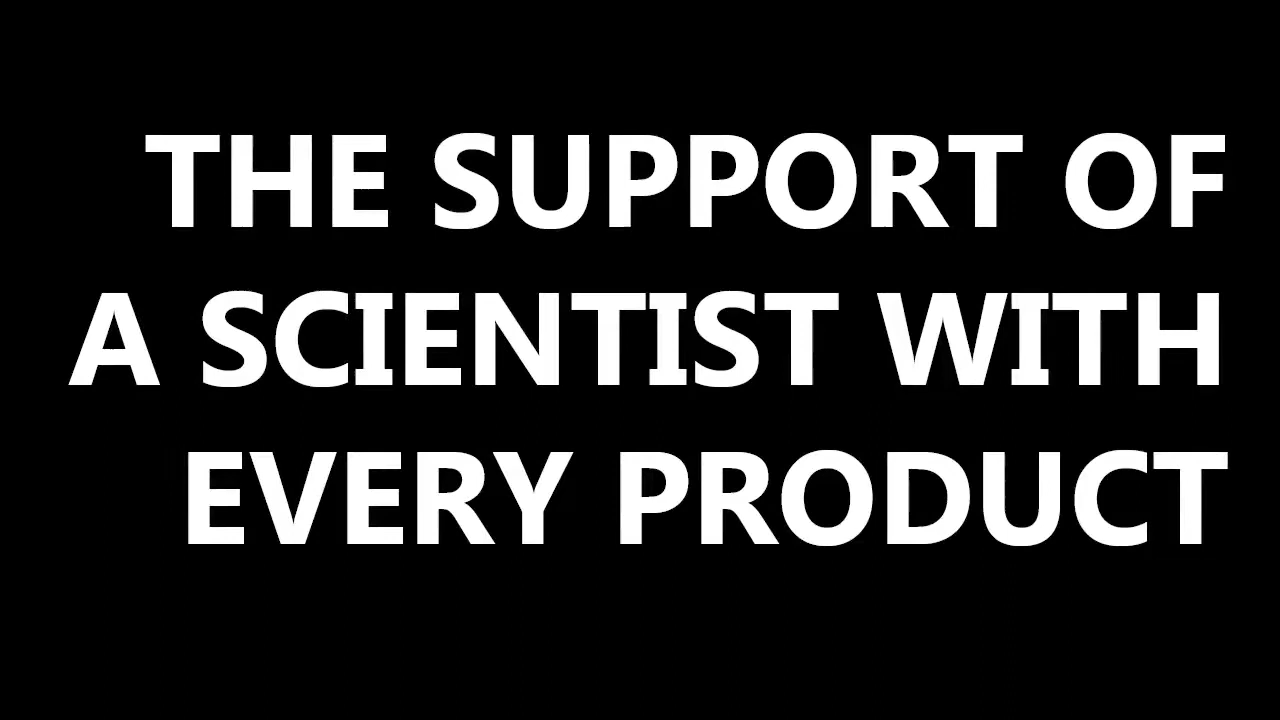 THE SUPPORT OF
A SCIENTIST WITH
EVERY PRODUCT